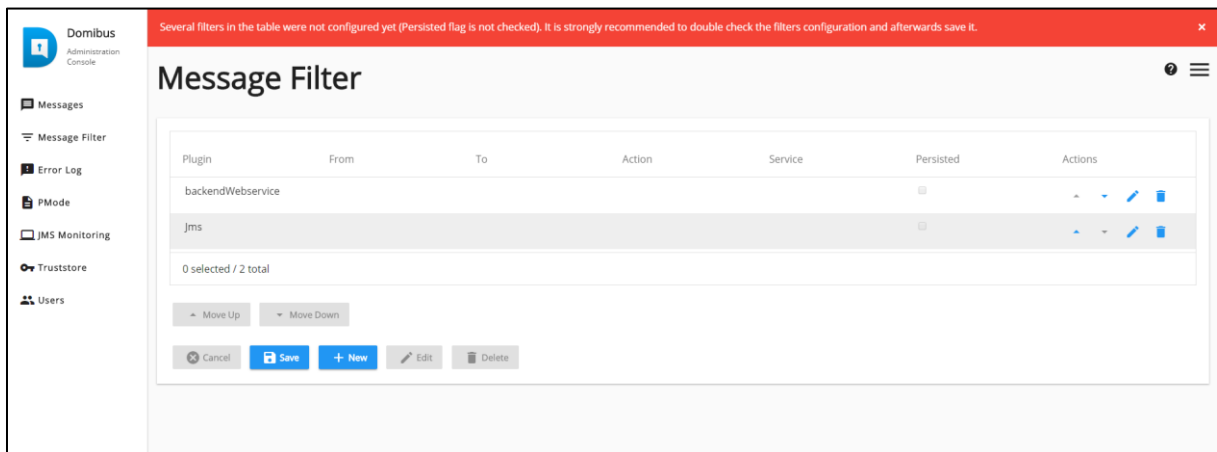 Domibus
Administration
Console
Messages
Message Filter
Error Log
PMode
JMS Monitoring
Truststore
Users
Several filters in the table were not configured yet (Persisted flag is not checked). It is strongly recommended to double check the filters configuration and afterwards save it. ×
Message Filter
Plugin From To Action Service Persisted Actions
backendWebservice
Jms
0 selected / 2 total
Move Up Move Down
Cancel Save New Edit Delete